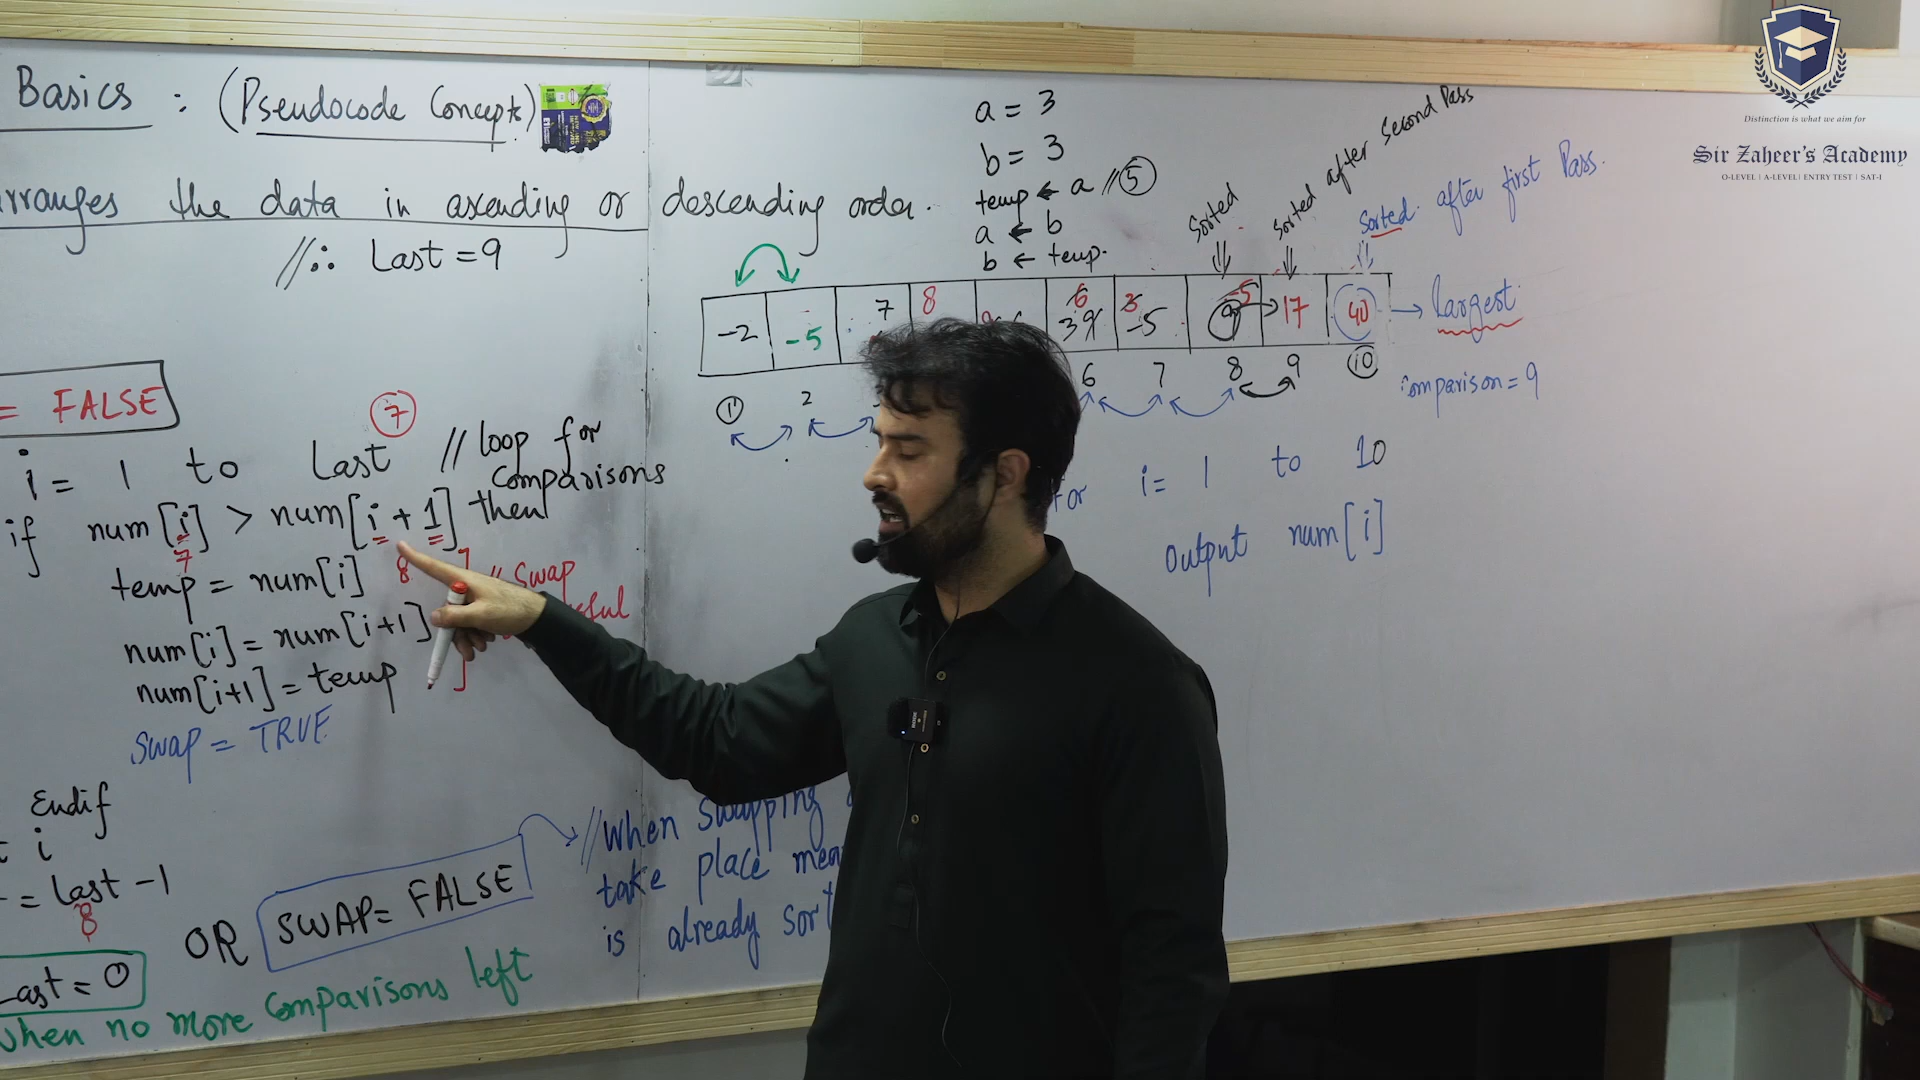 Basics : (Pseudocode Concepts)
arranges the data in ascending or descending order.
//∴ Last = 9
= FALSE
7
i = 1 to Last // loop for
comparisons
if num[i] > num[i + 1] then
7
8
temp = num[i]
// swap
num[i] = num[i+1]
num[i+1] = temp
swap = TRUE
Endif
i
= last - 1
8
Last = 0 OR SWAP = FALSE
when no more comparisons left
// When swapping
take place
is already
a = 3
b = 3
temp ← a // 5
a ← b
b ← temp.
Sorted
Sorted after Second Pass
Sorted after first Pass.
-2 -5 7 8 -5 9 17 40 → largest
1 2 6 7 8 9 10
Comparison = 9
for i = 1 to 10
output num[i]
Distinction is what we aim for
Sir Zaheer's Academy
O-LEVEL | A-LEVEL | ENTRY TEST | SAT-I